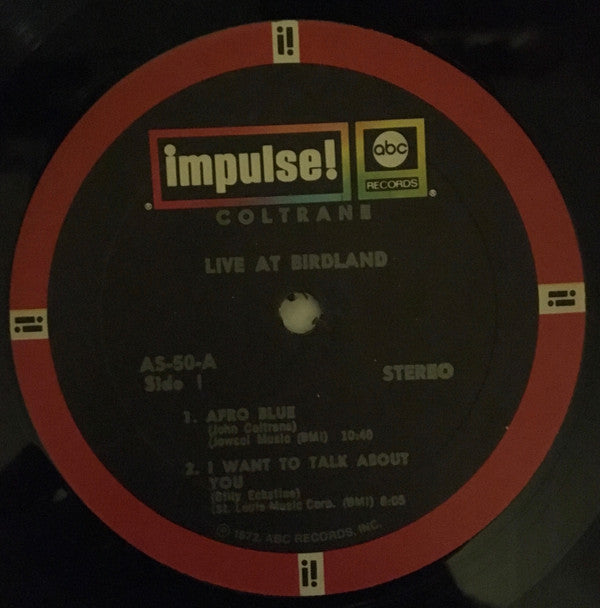 impulse!
abc
RECORDS
COLTRANE
LIVE AT BIRDLAND
AS-50-A
Side 1
STEREO
1. AFRO BLUE
(John Coltrane)
(Jowcol Music (BMI) 10:40
2. I WANT TO TALK ABOUT
YOU
(Billy Eckstine)
(St. Louis Music Corp. (BMI) 8:05
℗ 1973, ABC RECORDS, INC.